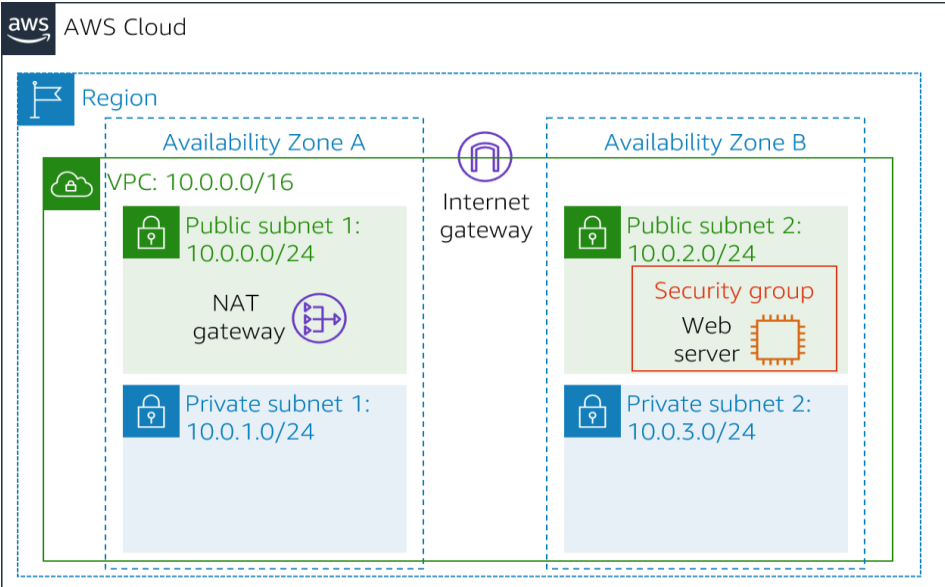 aws
AWS Cloud
Region
Availability Zone A
Availability Zone B
VPC: 10.0.0.0/16
Internet
gateway
Public subnet 1:
10.0.0.0/24
NAT
gateway
Public subnet 2:
10.0.2.0/24
Security group
Web
server
Private subnet 1:
10.0.1.0/24
Private subnet 2:
10.0.3.0/24